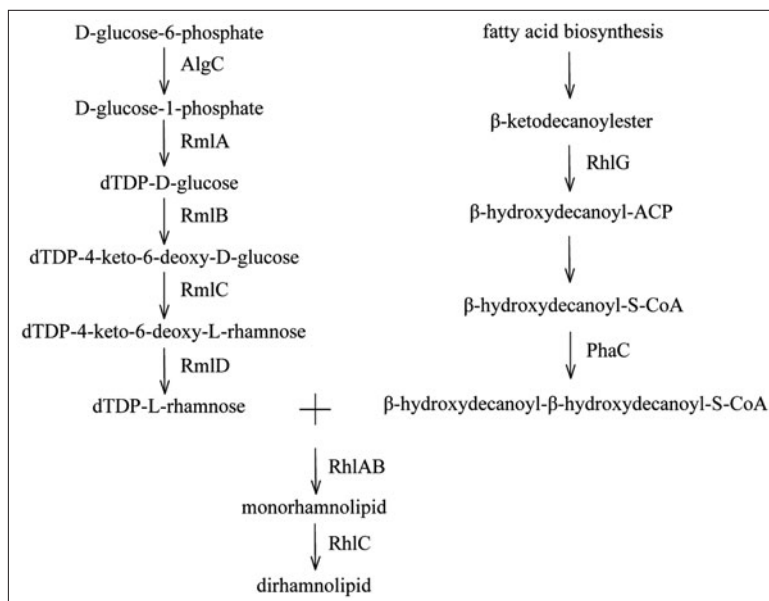 D-glucose-6-phosphate
AlgC
D-glucose-1-phosphate
RmlA
dTDP-D-glucose
RmlB
dTDP-4-keto-6-deoxy-D-glucose
RmlC
dTDP-4-keto-6-deoxy-L-rhamnose
RmlD
dTDP-L-rhamnose
+
fatty acid biosynthesis
β-ketodecanoylester
RhlG
β-hydroxydecanoyl-ACP
β-hydroxydecanoyl-S-CoA
PhaC
β-hydroxydecanoyl-β-hydroxydecanoyl-S-CoA
RhlAB
monorhamnolipid
RhlC
dirhamnolipid